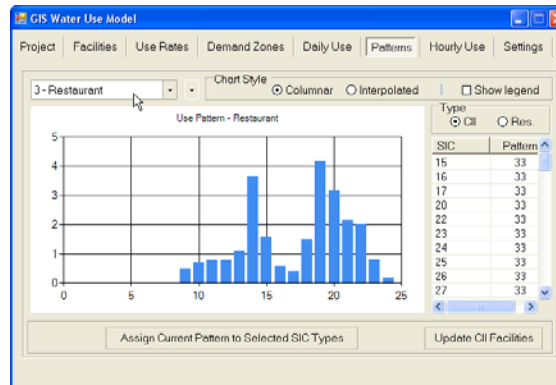 GIS Water Use Model
Project Facilities Use Rates Demand Zones Daily Use Patterns Hourly Use Settings
3 - Restaurant
Chart Style
Columnar Interpolated Show legend
Use Pattern - Restaurant
5
4
3
2
1
0
0 5 10 15 20 25
Type
CII Res.
SIC Pattern
15 33
16 33
17 33
20 33
22 33
23 33
24 33
25 33
26 33
27 33
Assign Current Pattern to Selected SIC Types
Update CII Facilities